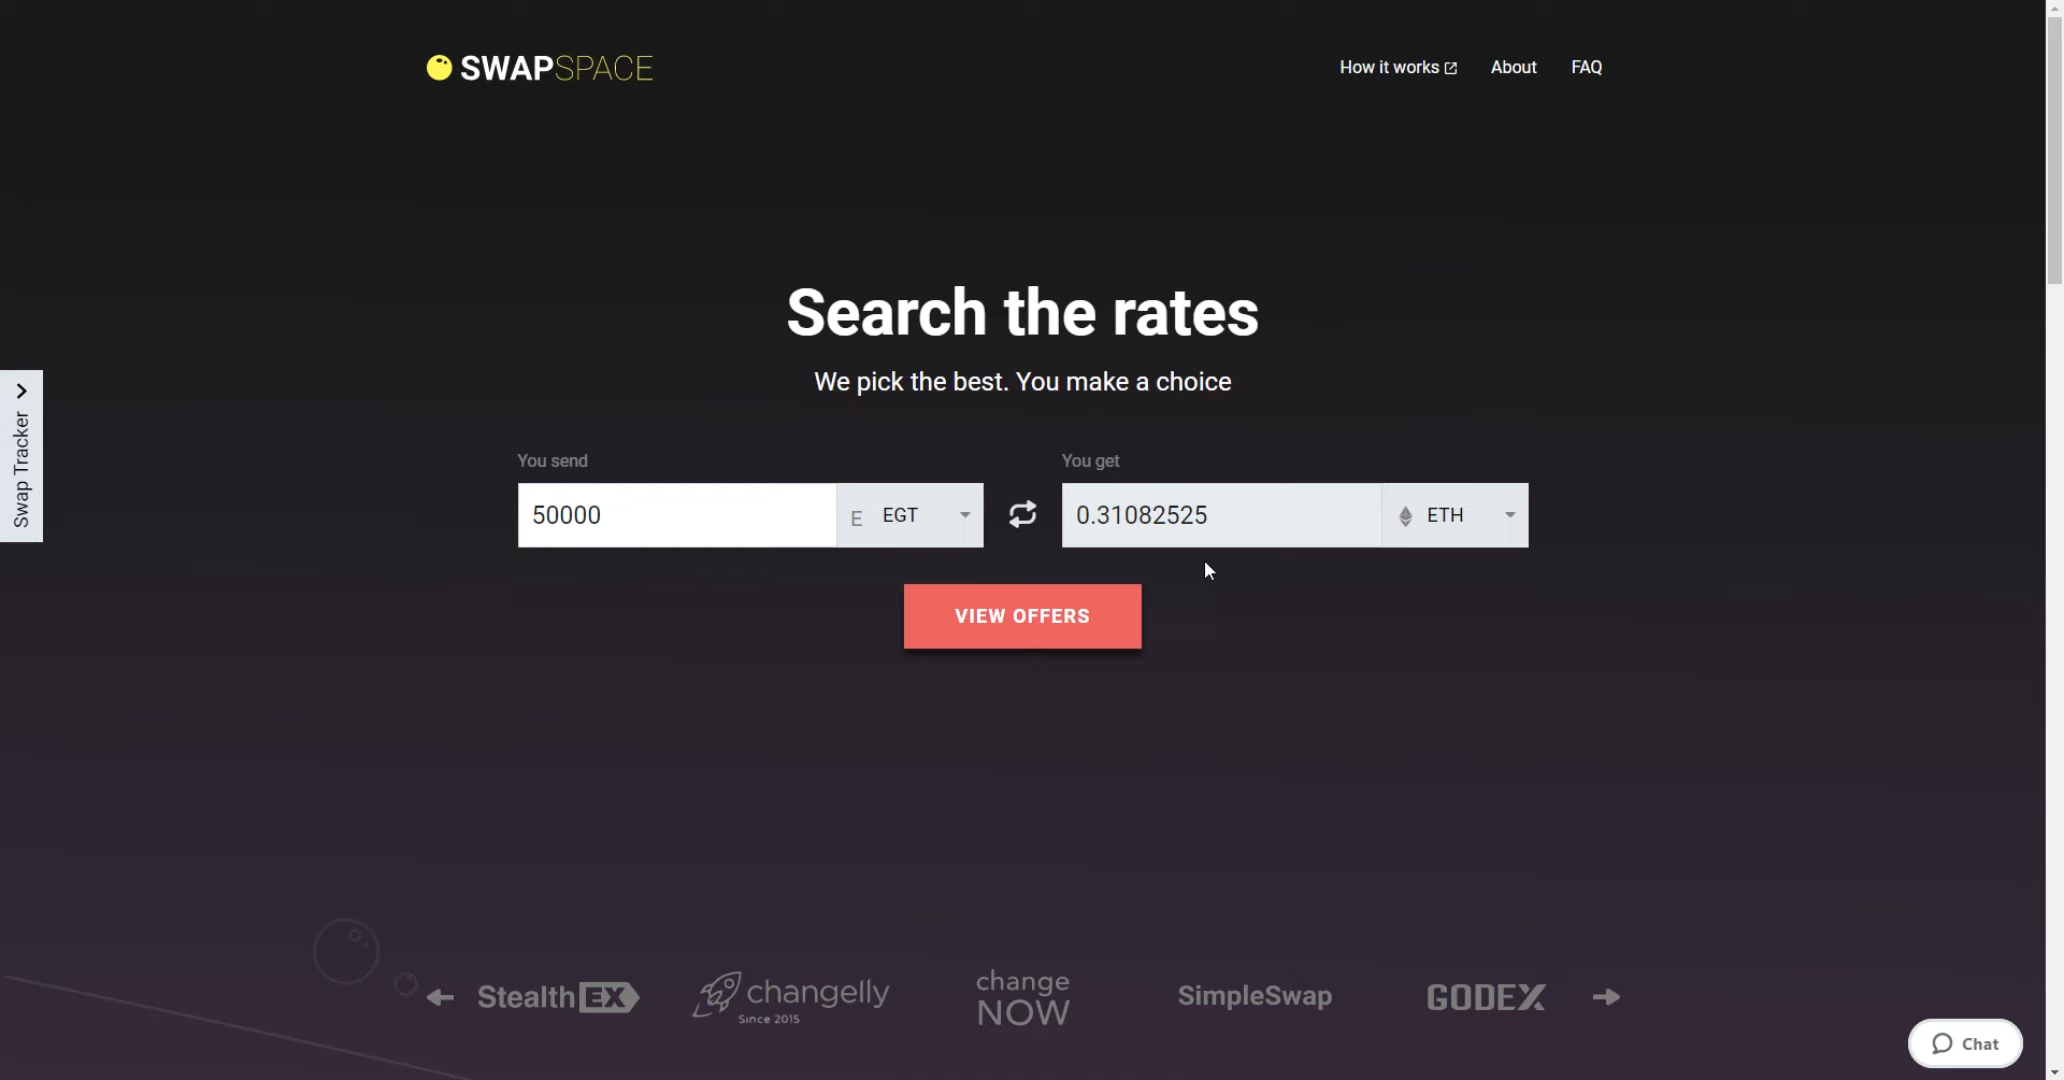 SWAPSPACE
How it works
About
FAQ
Search the rates
We pick the best. You make a choice
Swap Tracker
You send
You get
50000
E EGT
0.31082525
ETH
VIEW OFFERS
StealthEX
changelly
Since 2015
change
NOW
SimpleSwap
GODEX
Chat